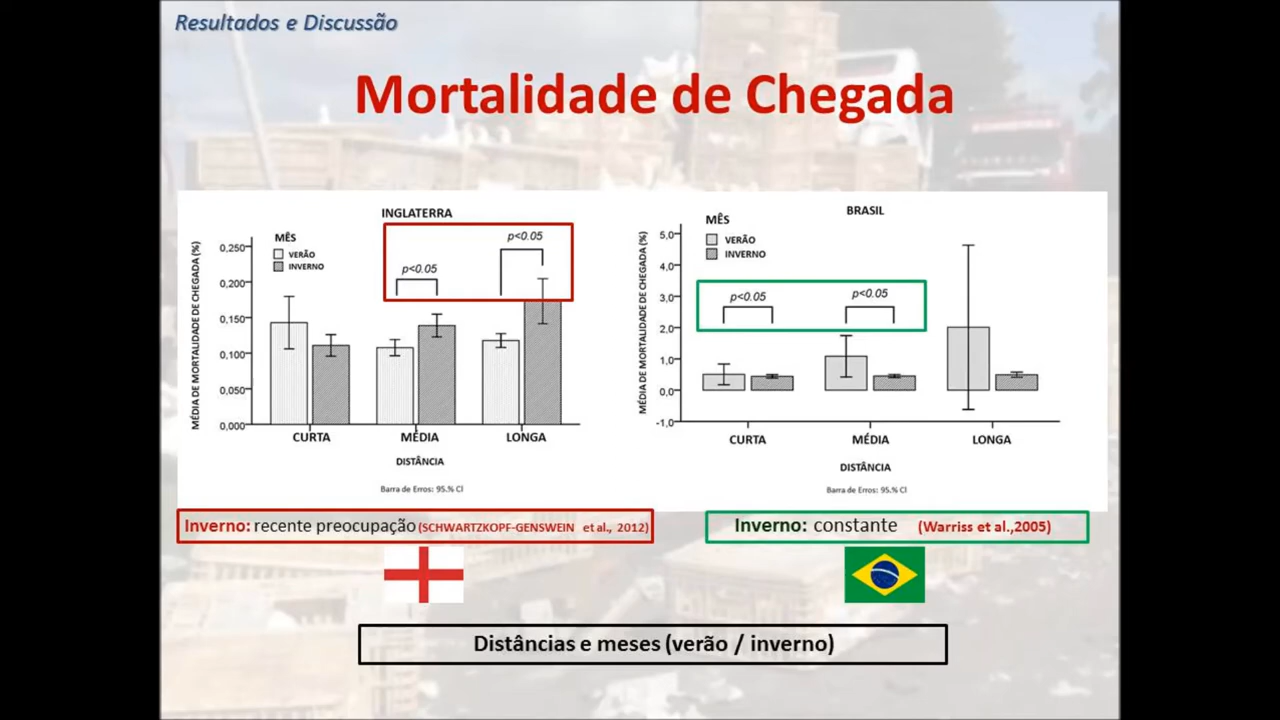 Resultados e Discussão
Mortalidade de Chegada
INGLATERRA
MÊS
VERÃO
INVERNO
MÉDIA DE MORTALIDADE DE CHEGADA (%)
0,250
0,200
0,150
0,100
0,050
0,000
p<0.05
p<0.05
CURTA
MÉDIA
LONGA
DISTÂNCIA
Barra de Erros: 95.% CI
BRASIL
MÊS
VERÃO
INVERNO
MÉDIA DE MORTALIDADE DE CHEGADA (%)
5,0
4,0
3,0
2,0
1,0
0,0
-1,0
p<0.05
p<0.05
CURTA
MÉDIA
LONGA
DISTÂNCIA
Barra de Erros: 95.% CI
Inverno: recente preocupação (SCHWARTZKOPF-GENSWEIN et al., 2012)
Inverno: constante (Warriss et al.,2005)
Distâncias e meses (verão / inverno)